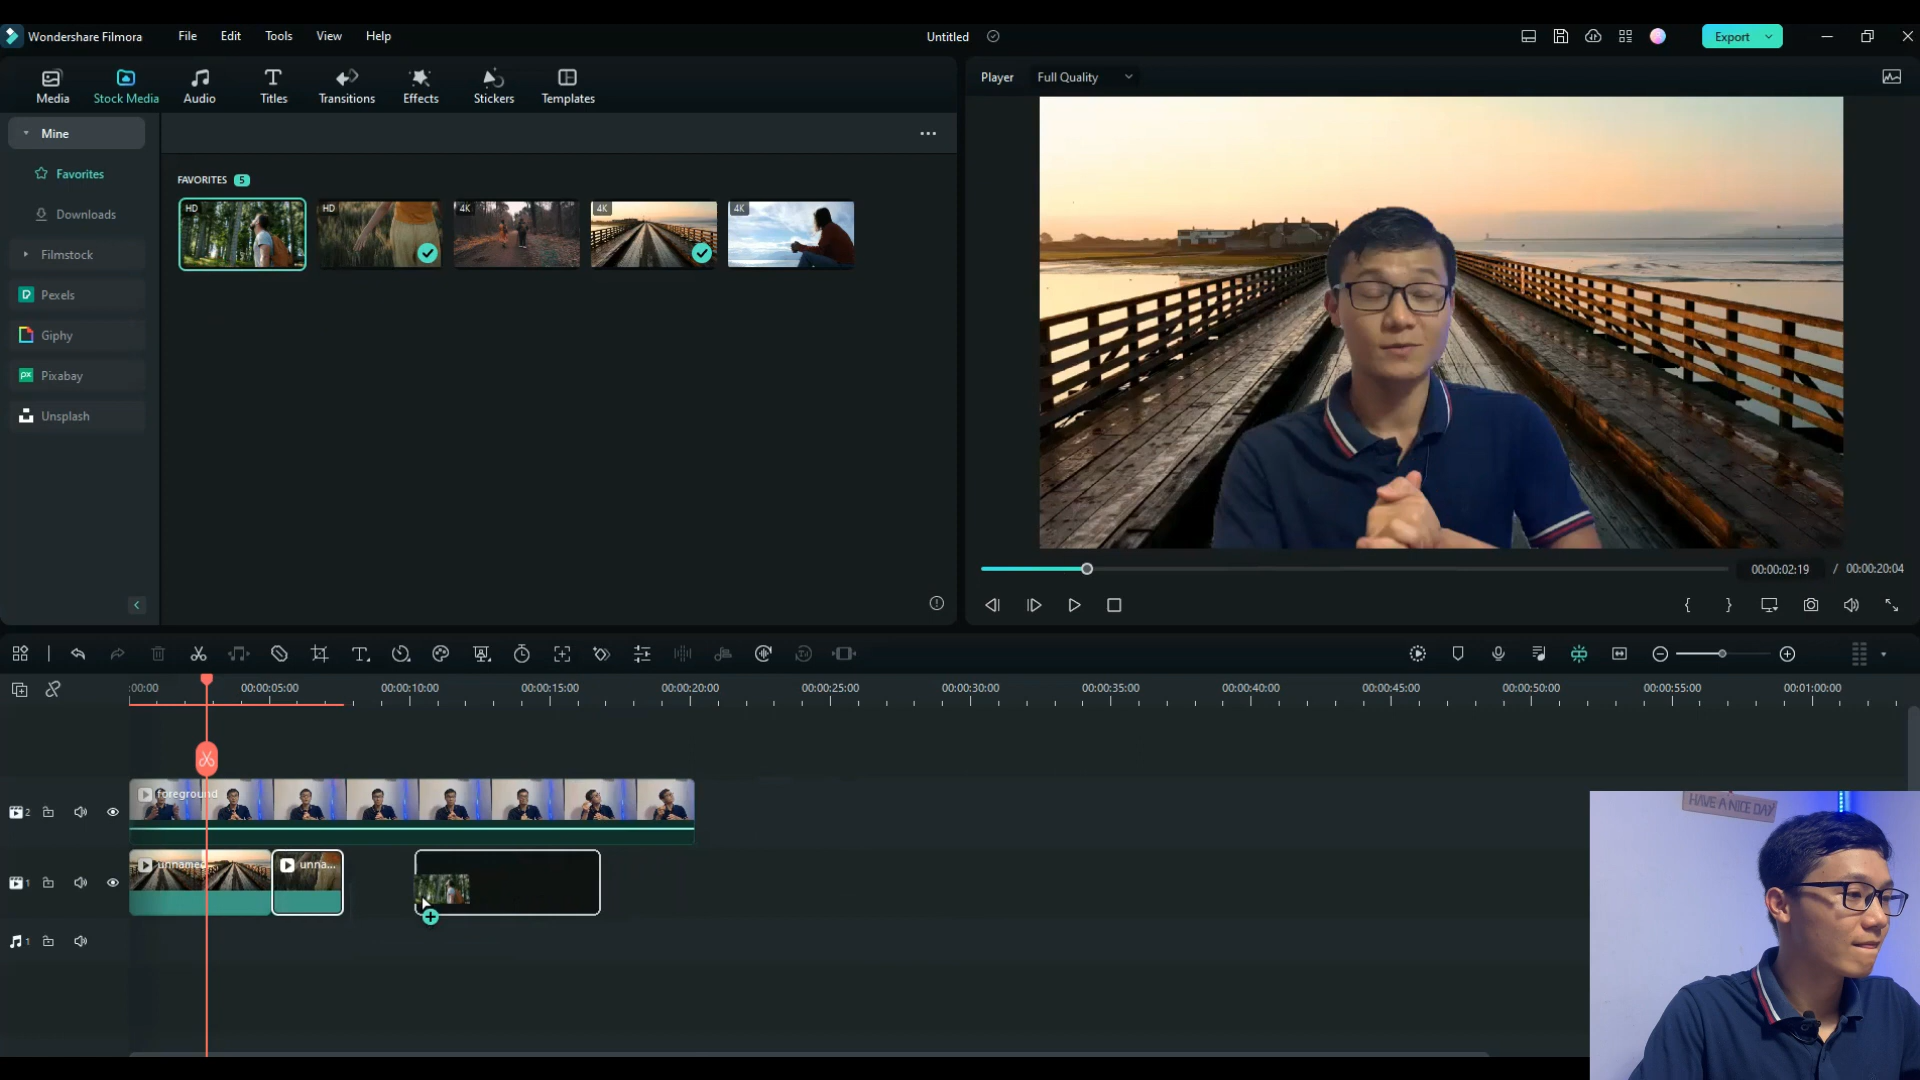 Wondershare Filmora File Edit Tools View Help Untitled Export
Media Stock Media Audio Titles Transitions Effects Stickers Templates
Player Full Quality
Mine
Favorites
Downloads
Filmstock
Pexels
Giphy
px Pixabay
Unsplash
FAVORITES 5
HD HD 4K 4K 4K
00:00:02:19 / 00:00:20:04
:00:00 00:00:05:00 00:00:10:00 00:00:15:00 00:00:20:00 00:00:25:00 00:00:30:00 00:00:35:00 00:00:40:00 00:00:45:00 00:00:50:00 00:00:55:00 00:01:00:00
foreground
2
unnamed unna...
1
1
HAVE A NICE DAY